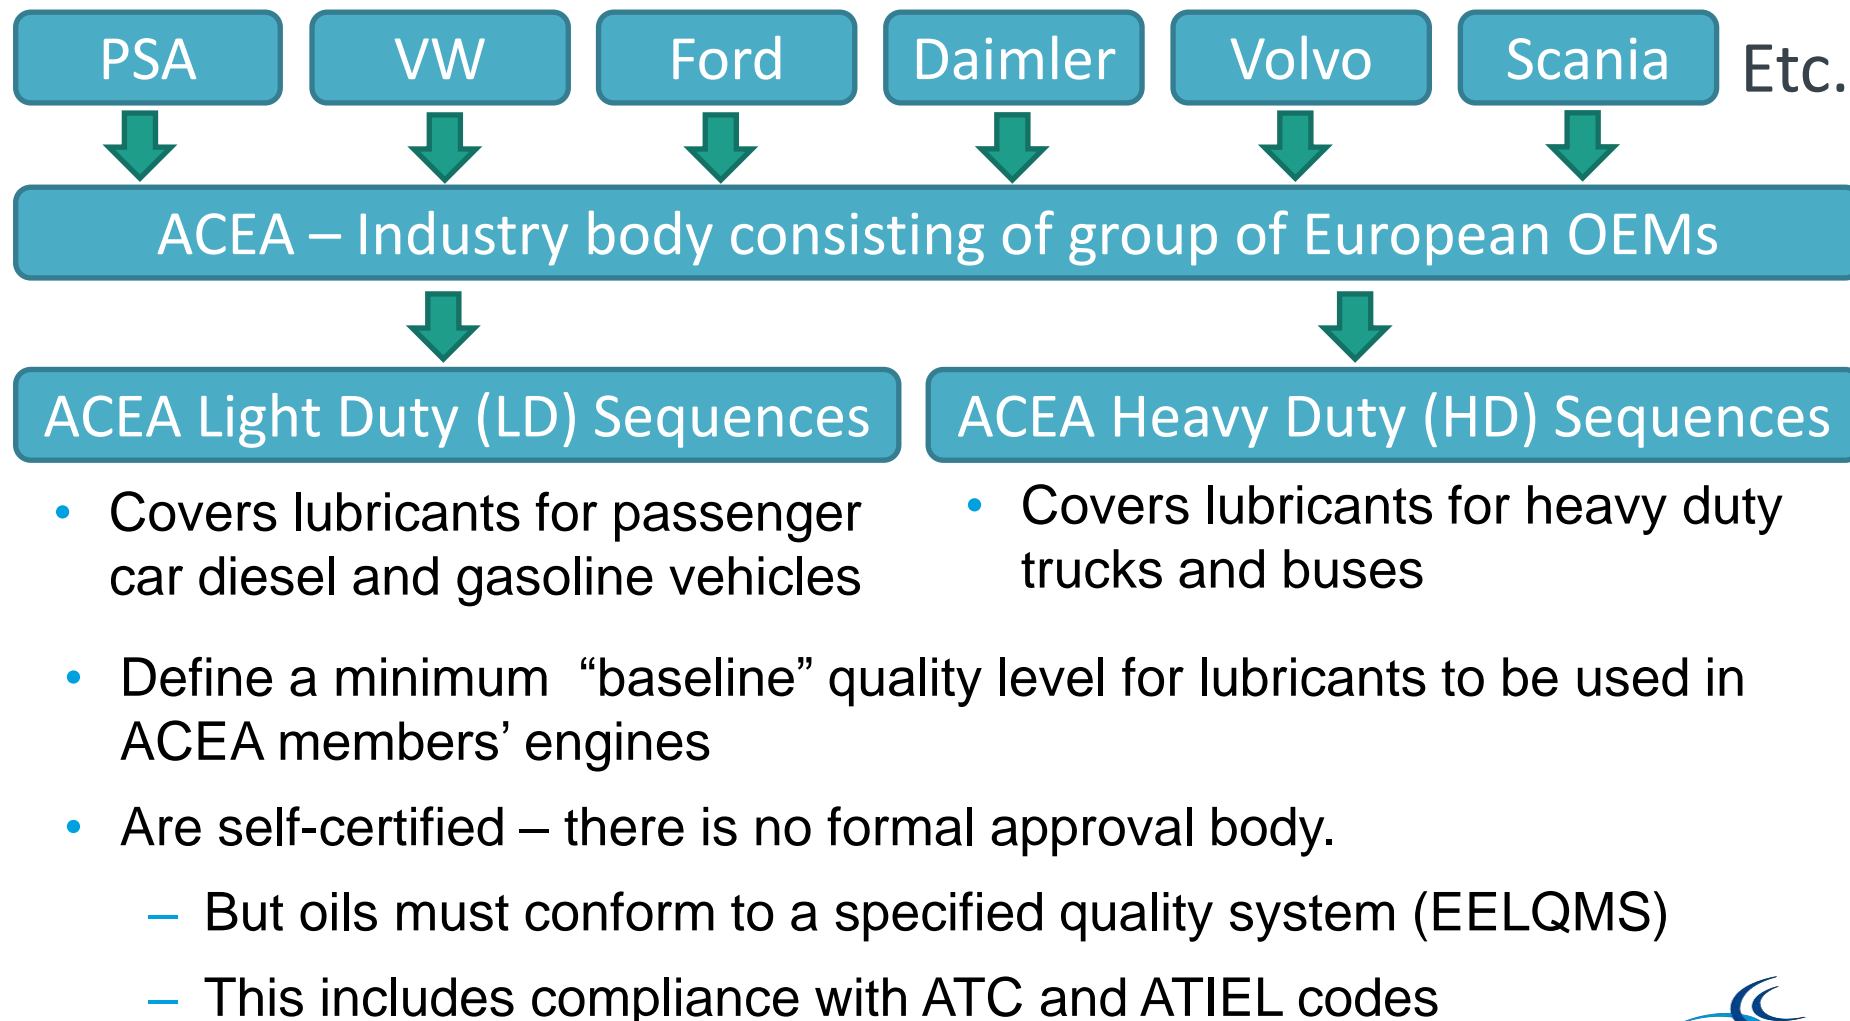 PSA VW Ford Daimler Volvo Scania Etc.
ACEA – Industry body consisting of group of European OEMs
ACEA Light Duty (LD) Sequences
ACEA Heavy Duty (HD) Sequences
• Covers lubricants for passenger
car diesel and gasoline vehicles
• Covers lubricants for heavy duty
trucks and buses
• Define a minimum “baseline” quality level for lubricants to be used in
ACEA members’ engines
• Are self-certified – there is no formal approval body.
– But oils must conform to a specified quality system (EELQMS)
– This includes compliance with ATC and ATIEL codes